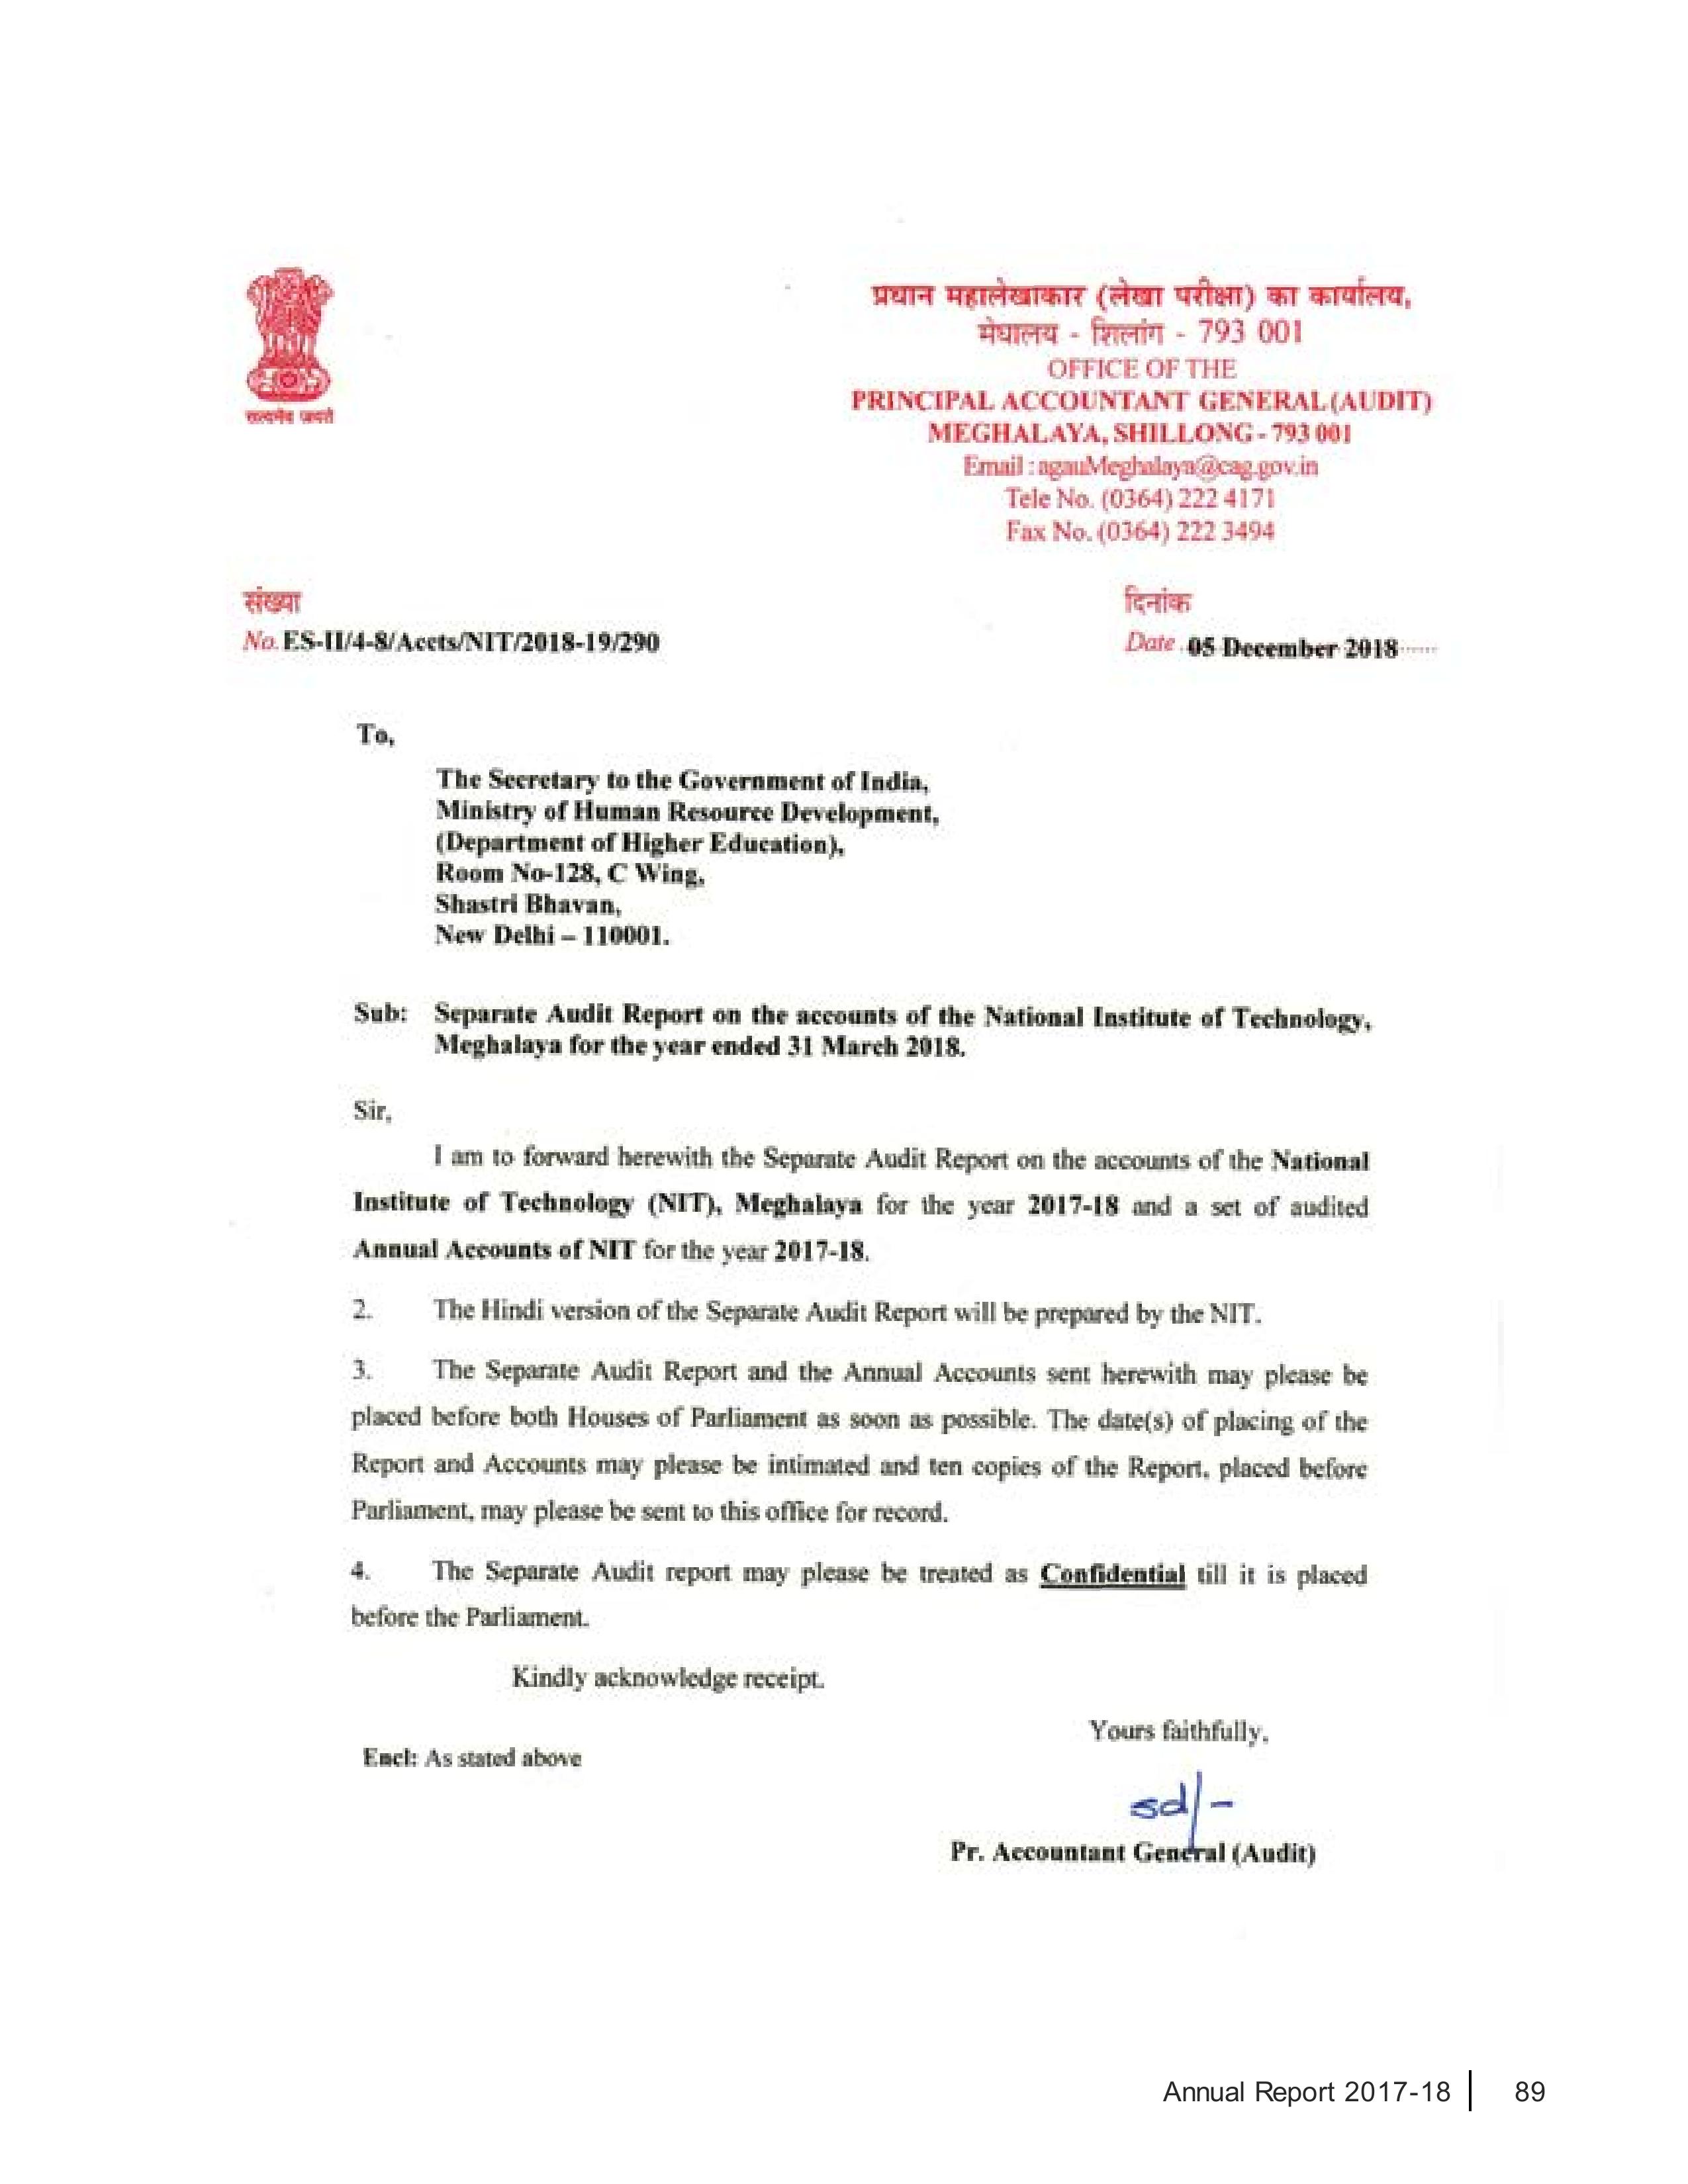 सत्यमेव जयते
प्रधान महालेखाकार (लेखा परीक्षा) का कार्यालय,
मेघालय - शिलांग - 793 001
OFFICE OF THE
PRINCIPAL ACCOUNTANT GENERAL (AUDIT)
MEGHALAYA, SHILLONG - 793 001
Email : agauMeghalaya@cag.gov.in
Tele No. (0364) 222 4171
Fax No. (0364) 222 3494
संख्या
No. ES-II/4-8/Accts/NIT/2018-19/290
दिनांक
Date 05 December 2018
To,
The Secretary to the Government of India,
Ministry of Human Resource Development,
(Department of Higher Education),
Room No-128, C Wing,
Shastri Bhavan,
New Delhi – 110001.
Sub: Separate Audit Report on the accounts of the National Institute of Technology,
Meghalaya for the year ended 31 March 2018.
Sir,
I am to forward herewith the Separate Audit Report on the accounts of the National
Institute of Technology (NIT), Meghalaya for the year 2017-18 and a set of audited
Annual Accounts of NIT for the year 2017-18.
2. The Hindi version of the Separate Audit Report will be prepared by the NIT.
3. The Separate Audit Report and the Annual Accounts sent herewith may please be
placed before both Houses of Parliament as soon as possible. The date(s) of placing of the
Report and Accounts may please be intimated and ten copies of the Report, placed before
Parliament, may please be sent to this office for record.
4. The Separate Audit report may please be treated as Confidential till it is placed
before the Parliament.
Kindly acknowledge receipt.
Yours faithfully,
Encl: As stated above
sd/-
Pr. Accountant General (Audit)
Annual Report 2017-18 | 89